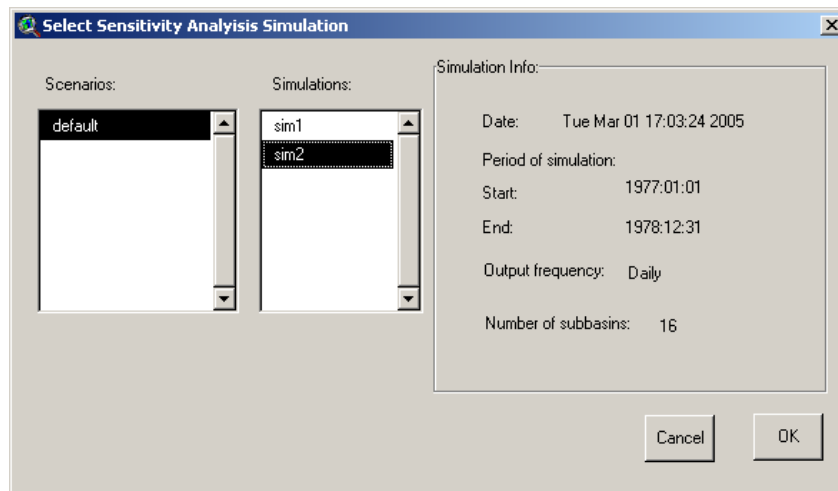 Select Sensitivity Analyisis Simulation
Scenarios:
default
Simulations:
sim1
sim2
Simulation Info:
Date: Tue Mar 01 17:03:24 2005
Period of simulation:
Start: 1977:01:01
End: 1978:12:31
Output frequency: Daily
Number of subbasins: 16
Cancel
OK